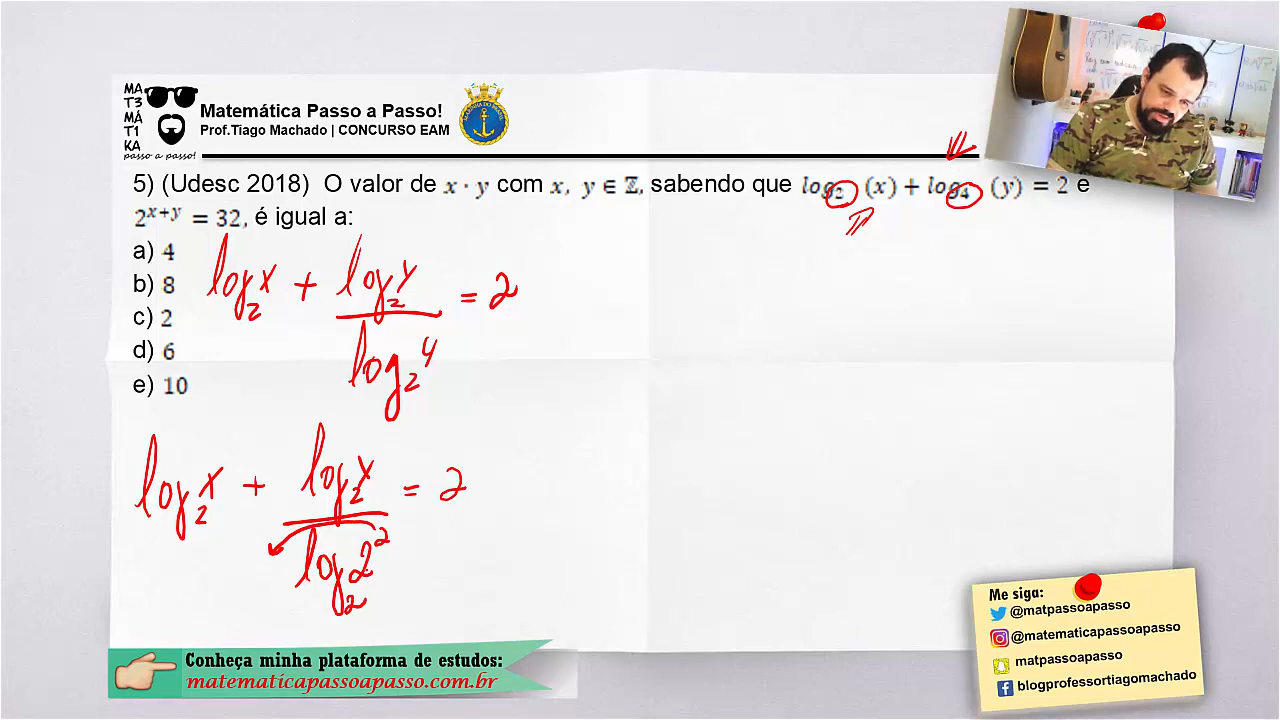 MA
T3
MÁ
T1
KA
passo a passo!
Matemática Passo a Passo!
Prof.Tiago Machado | CONCURSO EAM
MARINHA DO BRASIL
5) (Udesc 2018) O valor de x · y com x, y ∈ ℤ, sabendo que log₂ (x) + log₄ (y) = 2 e
2^{x+y} = 32, é igual a:
a) 4
b) 8
c) 2
d) 6
e) 10
log₂ x + log₂ y / log₂ 4 = 2
log₂ x + log₂ y / log₂ 2² = 2
Me siga:
@matpassoapasso
@matematicapassoapasso
matpassoapasso
blogprofessortiagomachado
Conheça minha plataforma de estudos:
matematicapassoapasso.com.br